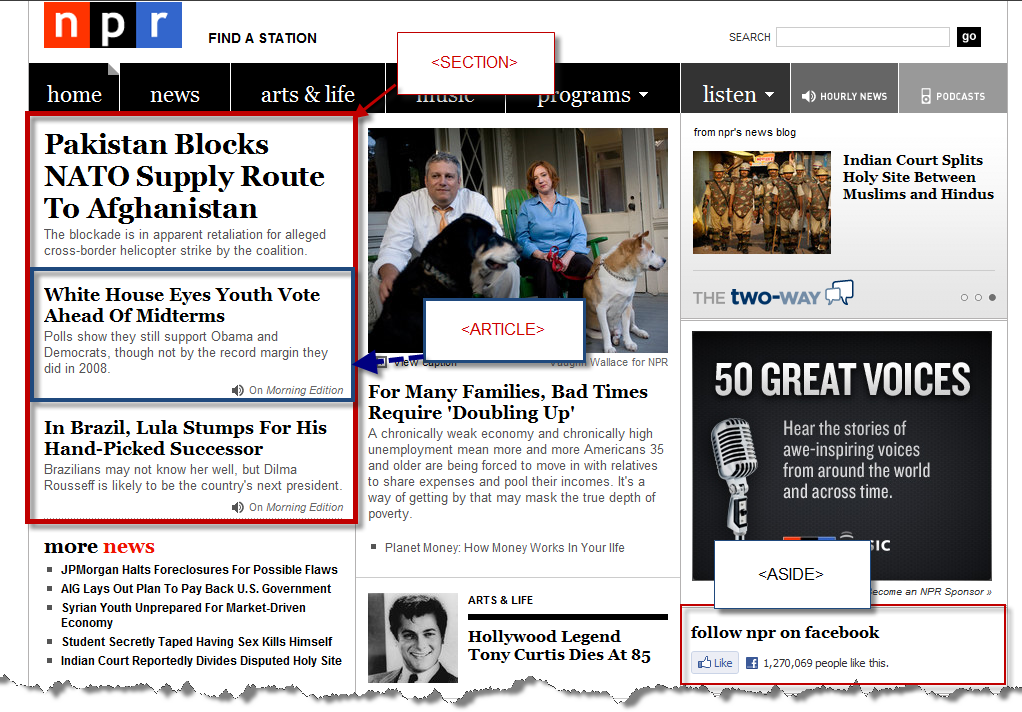 npr
FIND A STATION
SEARCH
go
<SECTION>
home
news
arts & life
music
programs
listen
HOURLY NEWS
PODCASTS
Pakistan Blocks
NATO Supply Route
To Afghanistan
The blockade is in apparent retaliation for alleged
cross-border helicopter strike by the coalition.
White House Eyes Youth Vote
Ahead Of Midterms
Polls show they still support Obama and
Democrats, though not by the record margin they
did in 2008.
On Morning Edition
In Brazil, Lula Stumps For His
Hand-Picked Successor
Brazilians may not know her well, but Dilma
Rousseff is likely to be the country's next president.
On Morning Edition
more news
JPMorgan Halts Foreclosures For Possible Flaws
AIG Lays Out Plan To Pay Back U.S. Government
Syrian Youth Unprepared For Market-Driven
Economy
Student Secretly Taped Having Sex Kills Himself
Indian Court Reportedly Divides Disputed Holy Site
<ARTICLE>
View caption
Vaughn Wallace for NPR
For Many Families, Bad Times
Require 'Doubling Up'
A chronically weak economy and chronically high
unemployment mean more and more Americans 35
and older are being forced to move in with relatives
to share expenses and pool their incomes. It's a
way of getting by that may mask the true depth of
poverty.
Planet Money: How Money Works In Your lIfe
ARTS & LIFE
Hollywood Legend
Tony Curtis Dies At 85
from npr's news blog
Indian Court Splits
Holy Site Between
Muslims and Hindus
THE TWO-WAY
50 GREAT VOICES
Hear the stories of
awe-inspiring voices
from around the world
and across time.
SIC
<ASIDE>
Become an NPR Sponsor »
follow npr on facebook
Like
1,270,069 people like this.